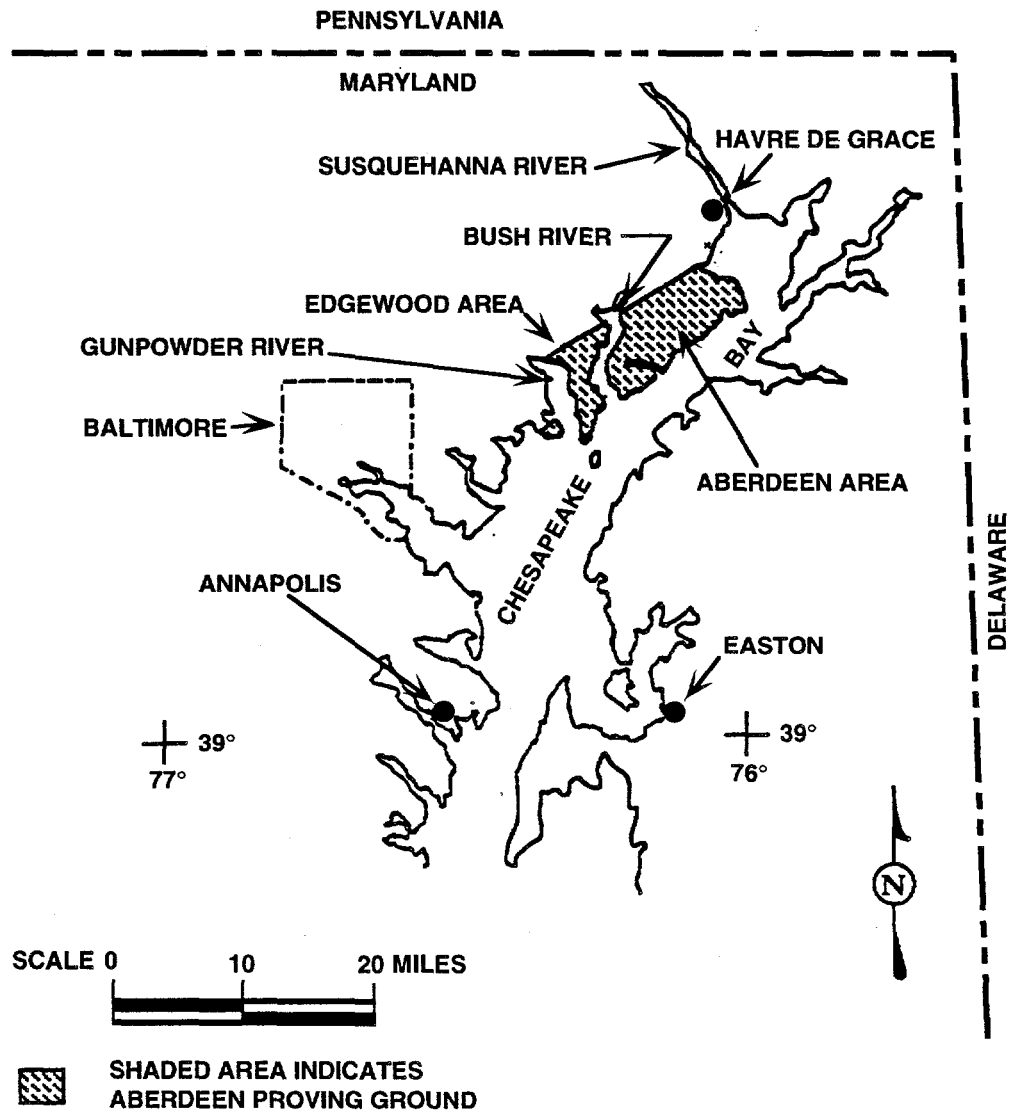 PENNSYLVANIA
MARYLAND
SUSQUEHANNA RIVER
HAVRE DE GRACE
BUSH RIVER
EDGEWOOD AREA
GUNPOWDER RIVER
BAY
BALTIMORE
ABERDEEN AREA
CHESAPEAKE
DELAWARE
ANNAPOLIS
EASTON
39°
77°
39°
76°
N
SCALE 0 10 20 MILES
SHADED AREA INDICATES
ABERDEEN PROVING GROUND